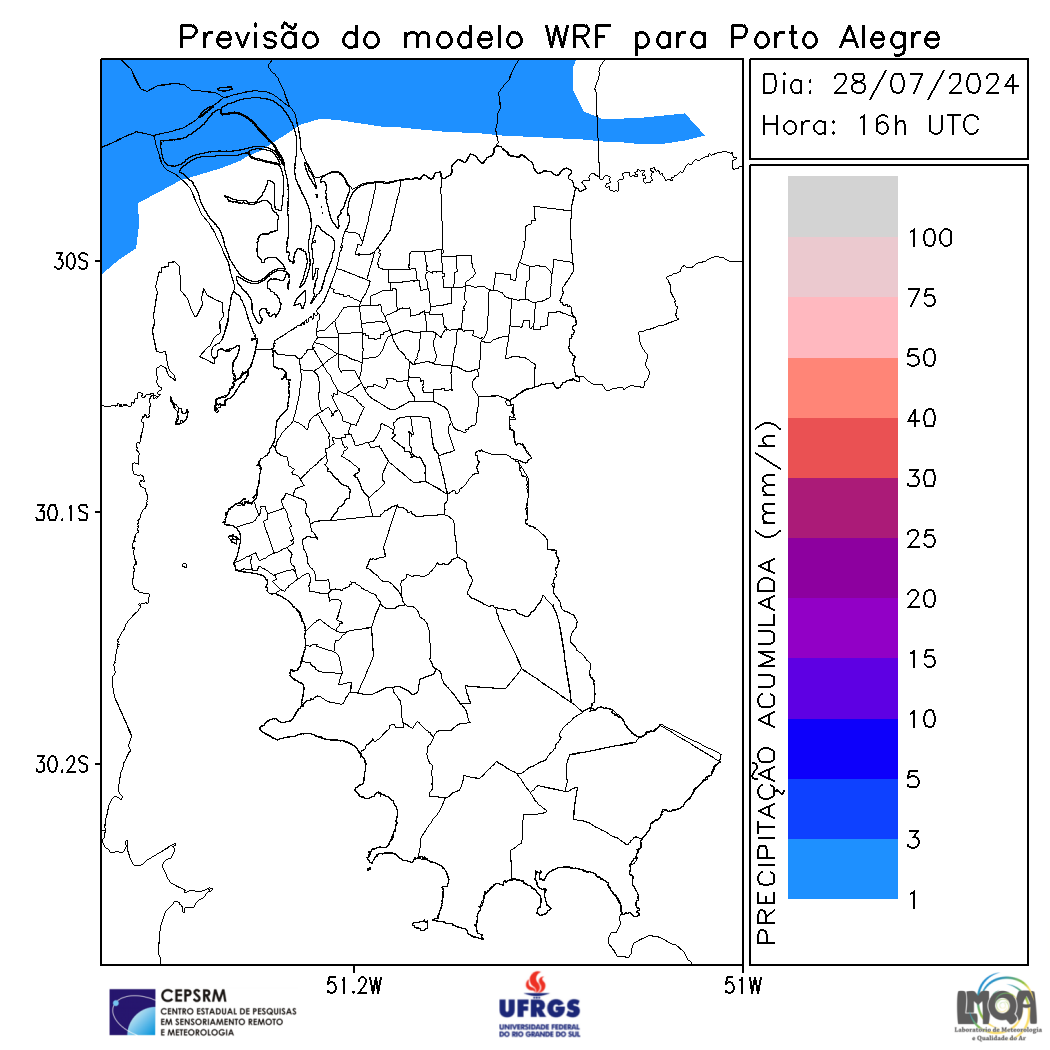 Previsão do modelo WRF para Porto Alegre
Dia: 28/07/2024
Hora: 16h UTC
30S
30.1S
30.2S
51.2W
51W
PRECIPITAÇÃO ACUMULADA (mm/h)
100
75
50
40
30
25
20
15
10
5
3
1
CEPSRM
CENTRO ESTADUAL DE PESQUISAS
EM SENSORIAMENTO REMOTO
E METEOROLOGIA
UFRGS
UNIVERSIDADE FEDERAL
DO RIO GRANDE DO SUL
LMQA
Laboratório de Meteorologia
e Qualidade do Ar